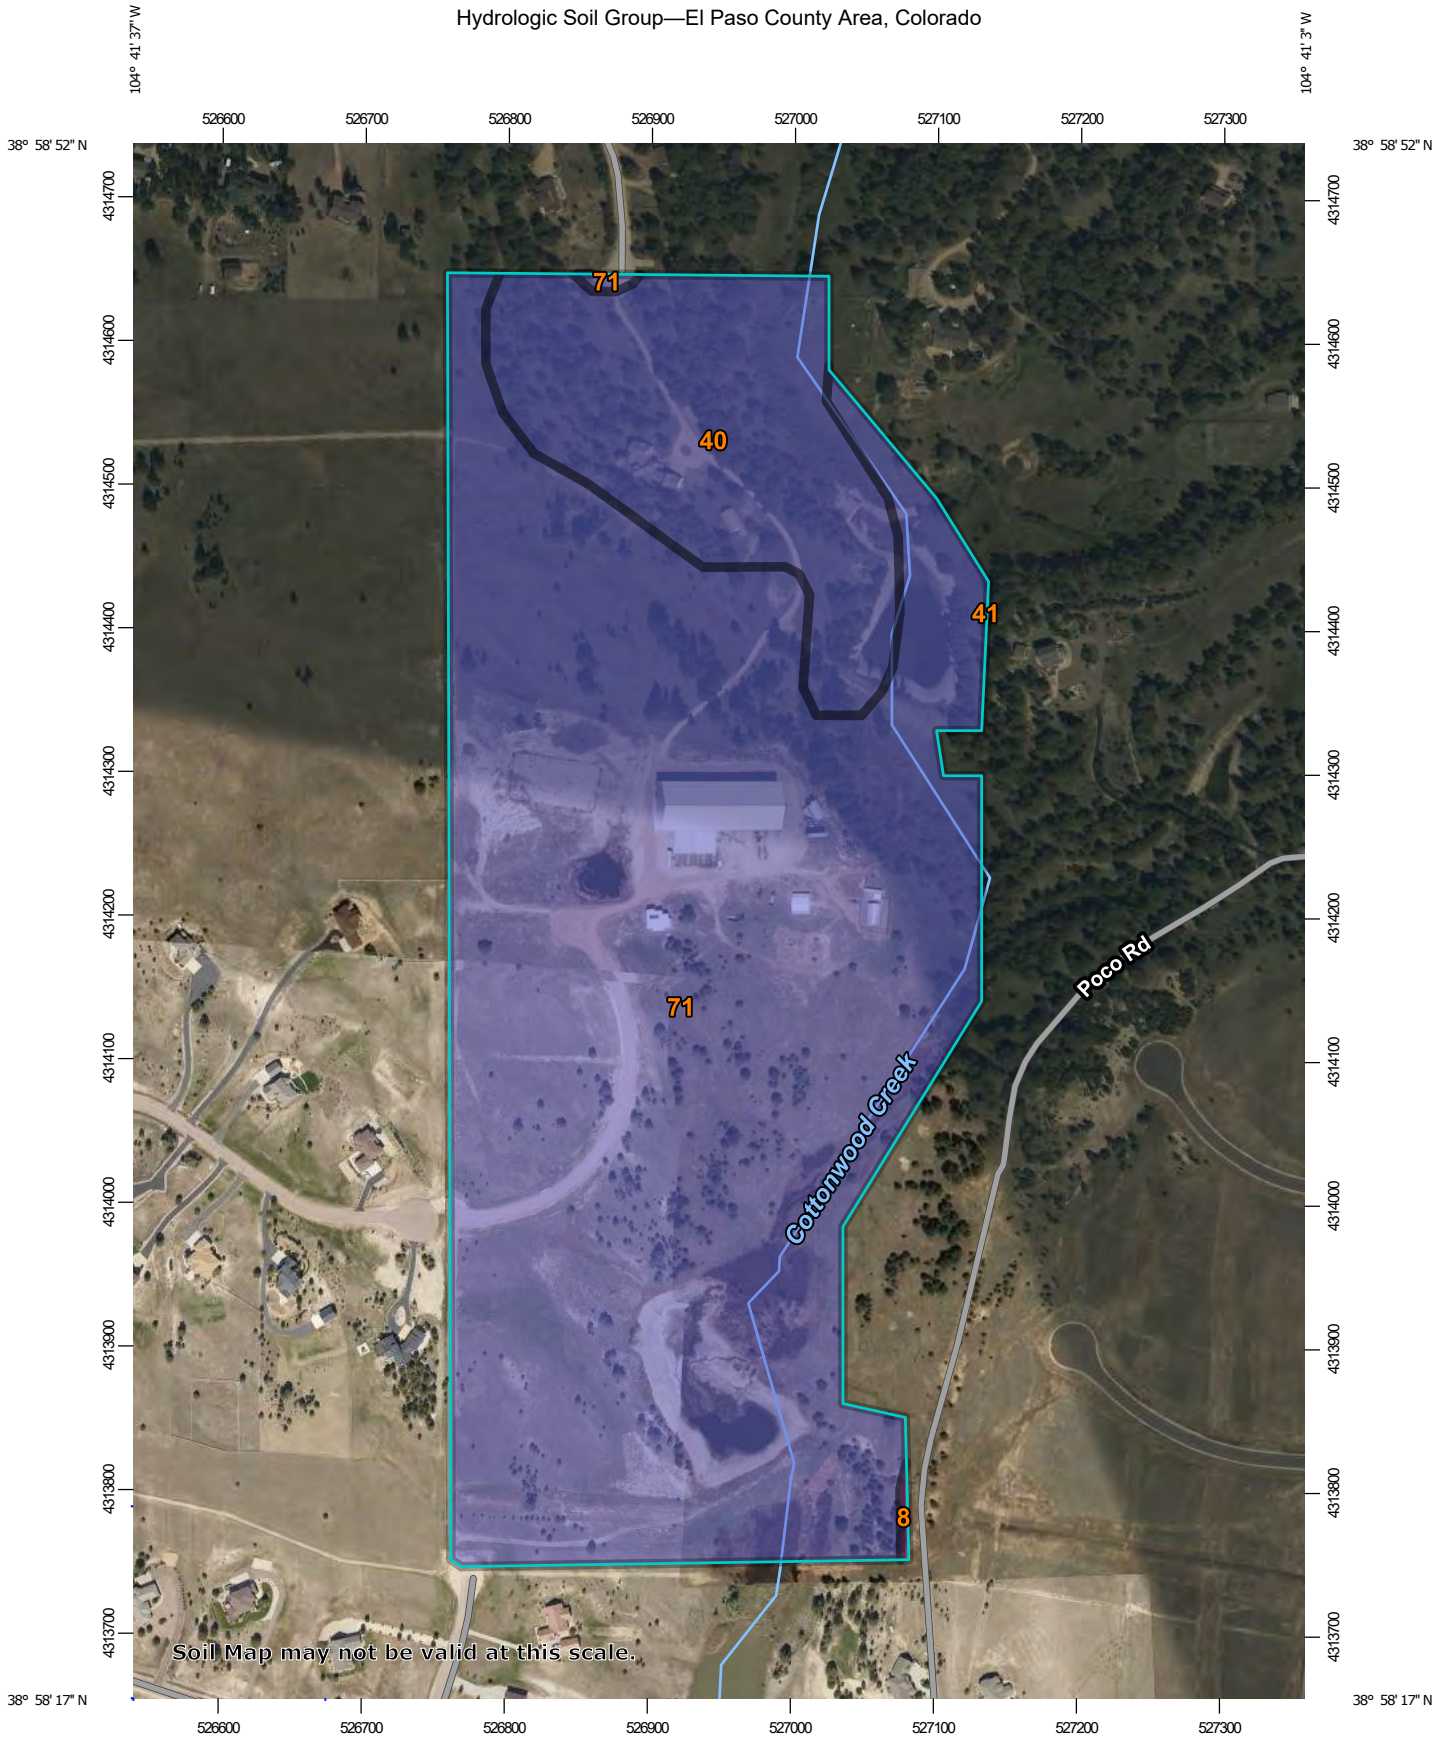 Hydrologic Soil Group—El Paso County Area, Colorado
104° 41' 37" W
104° 41' 3" W
526600 526700 526800 526900 527000 527100 527200 527300
38° 58' 52" N
38° 58' 52" N
4314700
4314700
71
4314600
4314600
40
4314500
4314500
41
4314400
4314400
4314300
4314300
4314200
4314200
Poco Rd
71
4314100
4314100
Cottonwood Creek
4314000
4314000
4313900
4313900
4313800
4313800
8
4313700
4313700
Soil Map may not be valid at this scale.
38° 58' 17" N
38° 58' 17" N
526600 526700 526800 526900 527000 527100 527200 527300